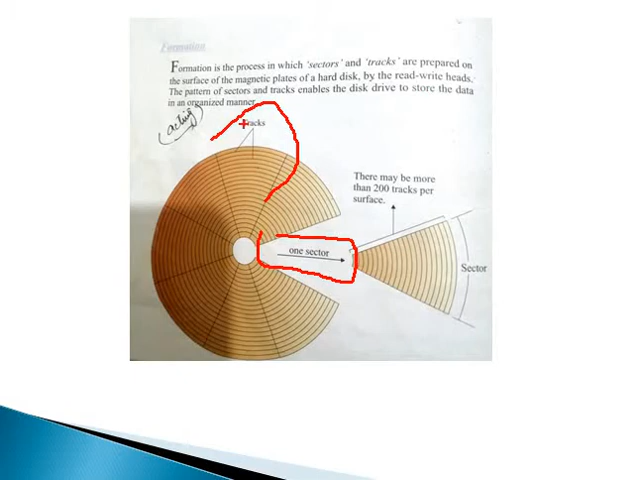 Formation
Formation is the process in which 'sectors' and 'tracks' are prepared on
the surface of the magnetic plates of a hard disk, by the read-write heads.
The pattern of sectors and tracks enables the disk drive to store the data
in an organized manner.
(acting)
Tracks
There may be more
than 200 tracks per
surface.
one sector
Sector